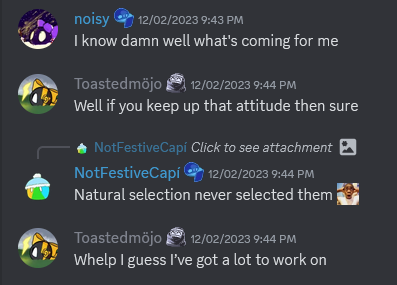 noisy 12/02/2023 9:43 PM
I know damn well what's coming for me
Toastedmöjo 12/02/2023 9:44 PM
Well if you keep up that attitude then sure
NotFestiveCapi Click to see attachment
NotFestiveCapi 12/02/2023 9:44 PM
Natural selection never selected them
Toastedmöjo 12/02/2023 9:44 PM
Whelp I guess I've got a lot to work on